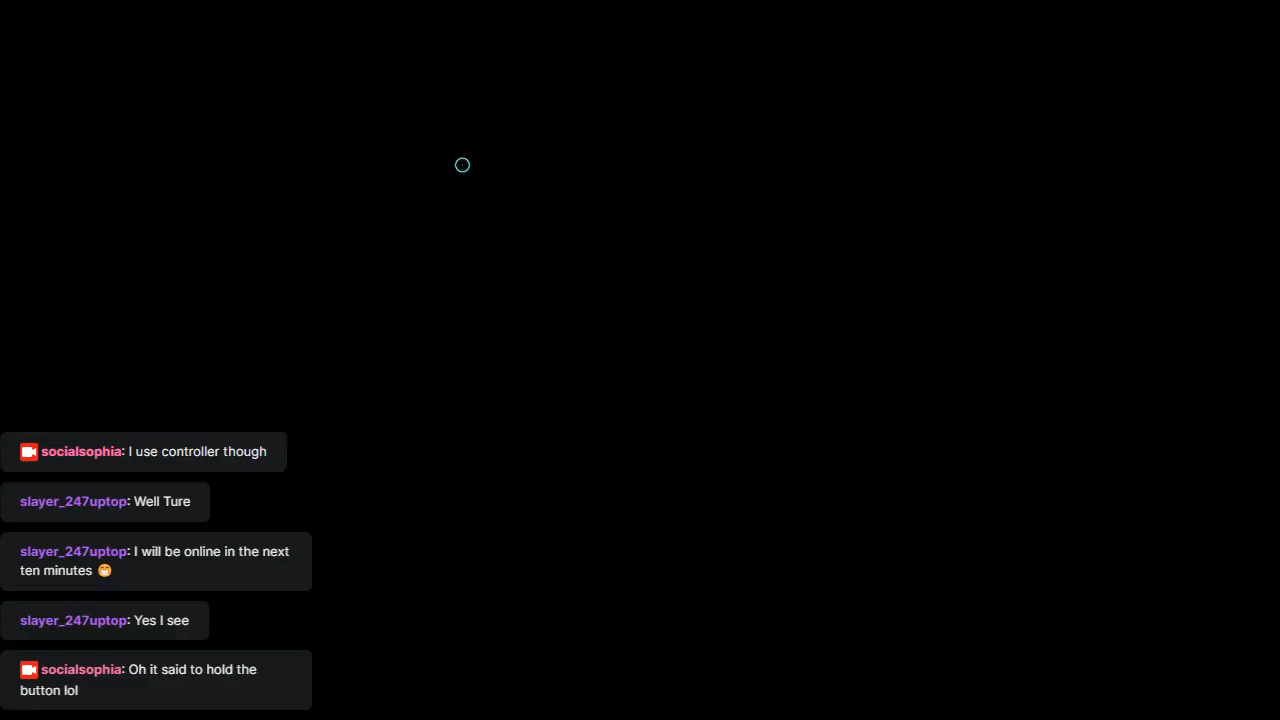 socialsophia: I use controller though
slayer_247uptop: Well Ture
slayer_247uptop: I will be online in the next
ten minutes 😁
slayer_247uptop: Yes I see
socialsophia: Oh it said to hold the
button lol